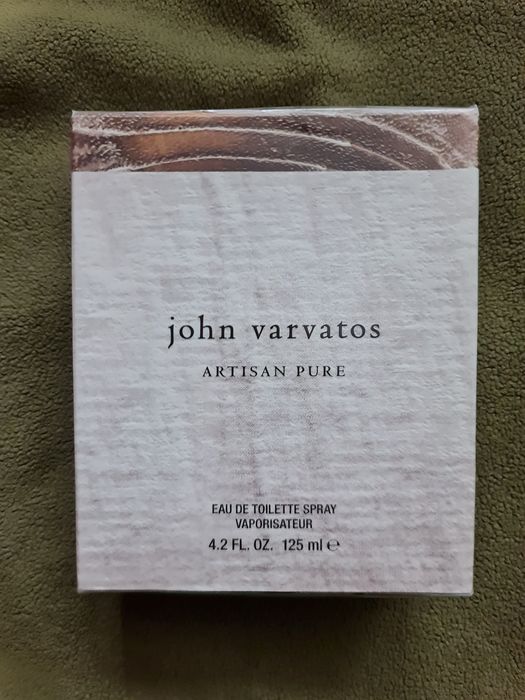 john varvatos
ARTISAN PURE
EAU DE TOILETTE SPRAY
VAPORISATEUR
4.2 FL. OZ. 125 ml ℮